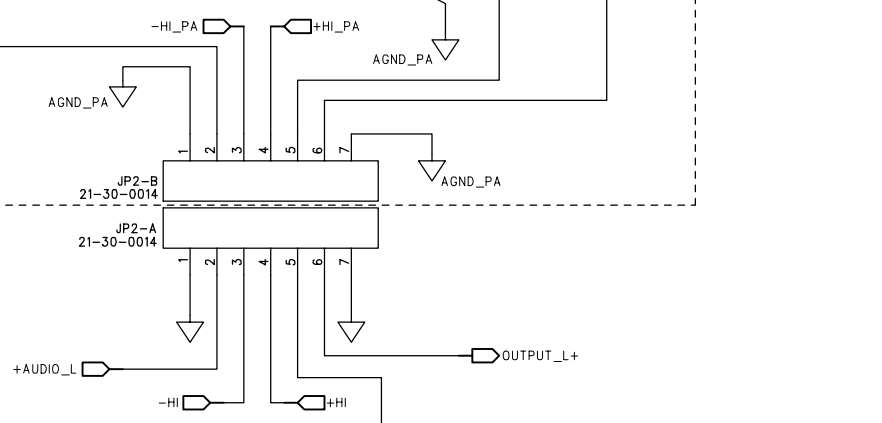 -HI_PA
+HI_PA
AGND_PA
AGND_PA
1 2 3 4 5 6 7
AGND_PA
JP2-B
21-30-0014
JP2-A
21-30-0014
1 2 3 4 5 6 7
OUTPUT_L+
+AUDIO_L
-HI
+HI